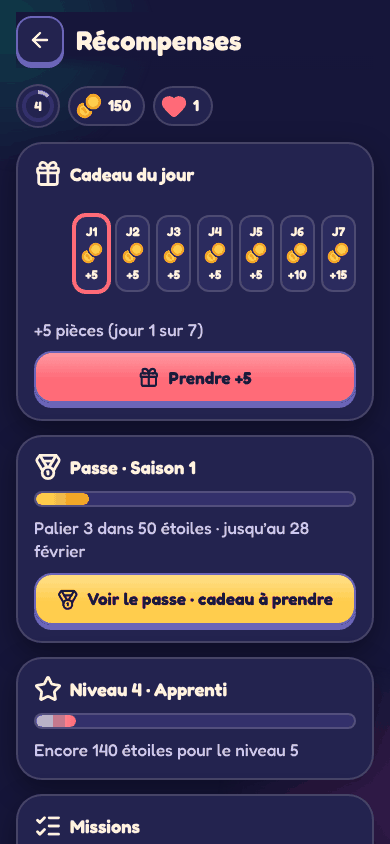 Récompenses
4
150
1
Cadeau du jour
J1 J2 J3 J4 J5 J6 J7
+5 +5 +5 +5 +5 +10 +15
+5 pièces (jour 1 sur 7)
Prendre +5
Passe · Saison 1
Palier 3 dans 50 étoiles · jusqu'au 28
février
Voir le passe · cadeau à prendre
Niveau 4 · Apprenti
Encore 140 étoiles pour le niveau 5
Missions